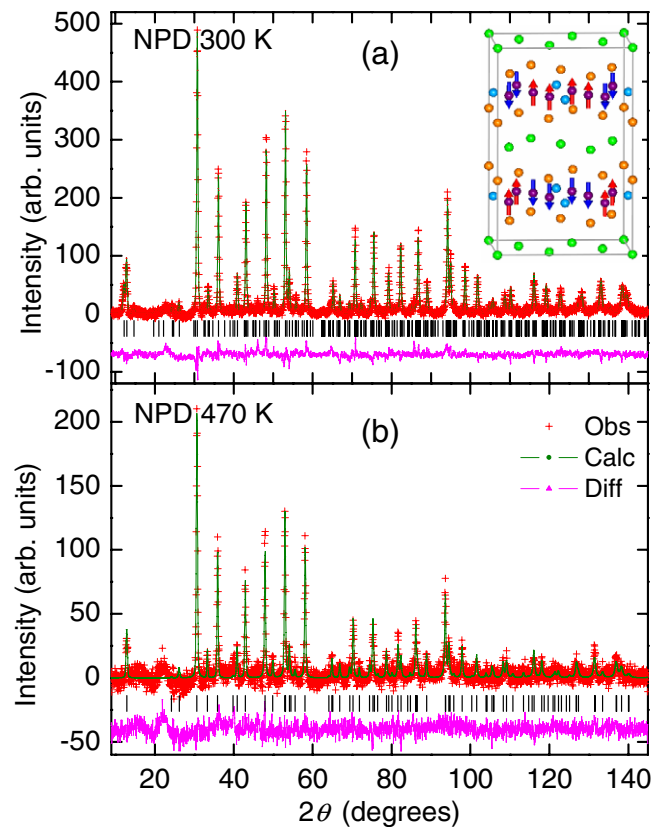 NPD 300 K
(a)
500
400
300
200
100
0
-100
Intensity (arb. units)
NPD 470 K
(b)
Obs
Calc
Diff
200
150
100
50
0
-50
Intensity (arb. units)
20 40 60 80 100 120 140
2θ (degrees)